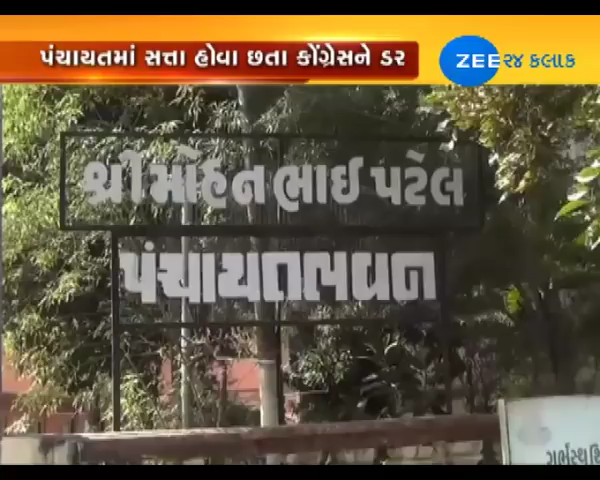 પંચાયતમાં સત્તા હોવા છતા કોંગ્રેસને ડર
ZEE ૨૪ કલાક
શ્રી મોહનભાઇ પટેલ
પંચાયતભવન